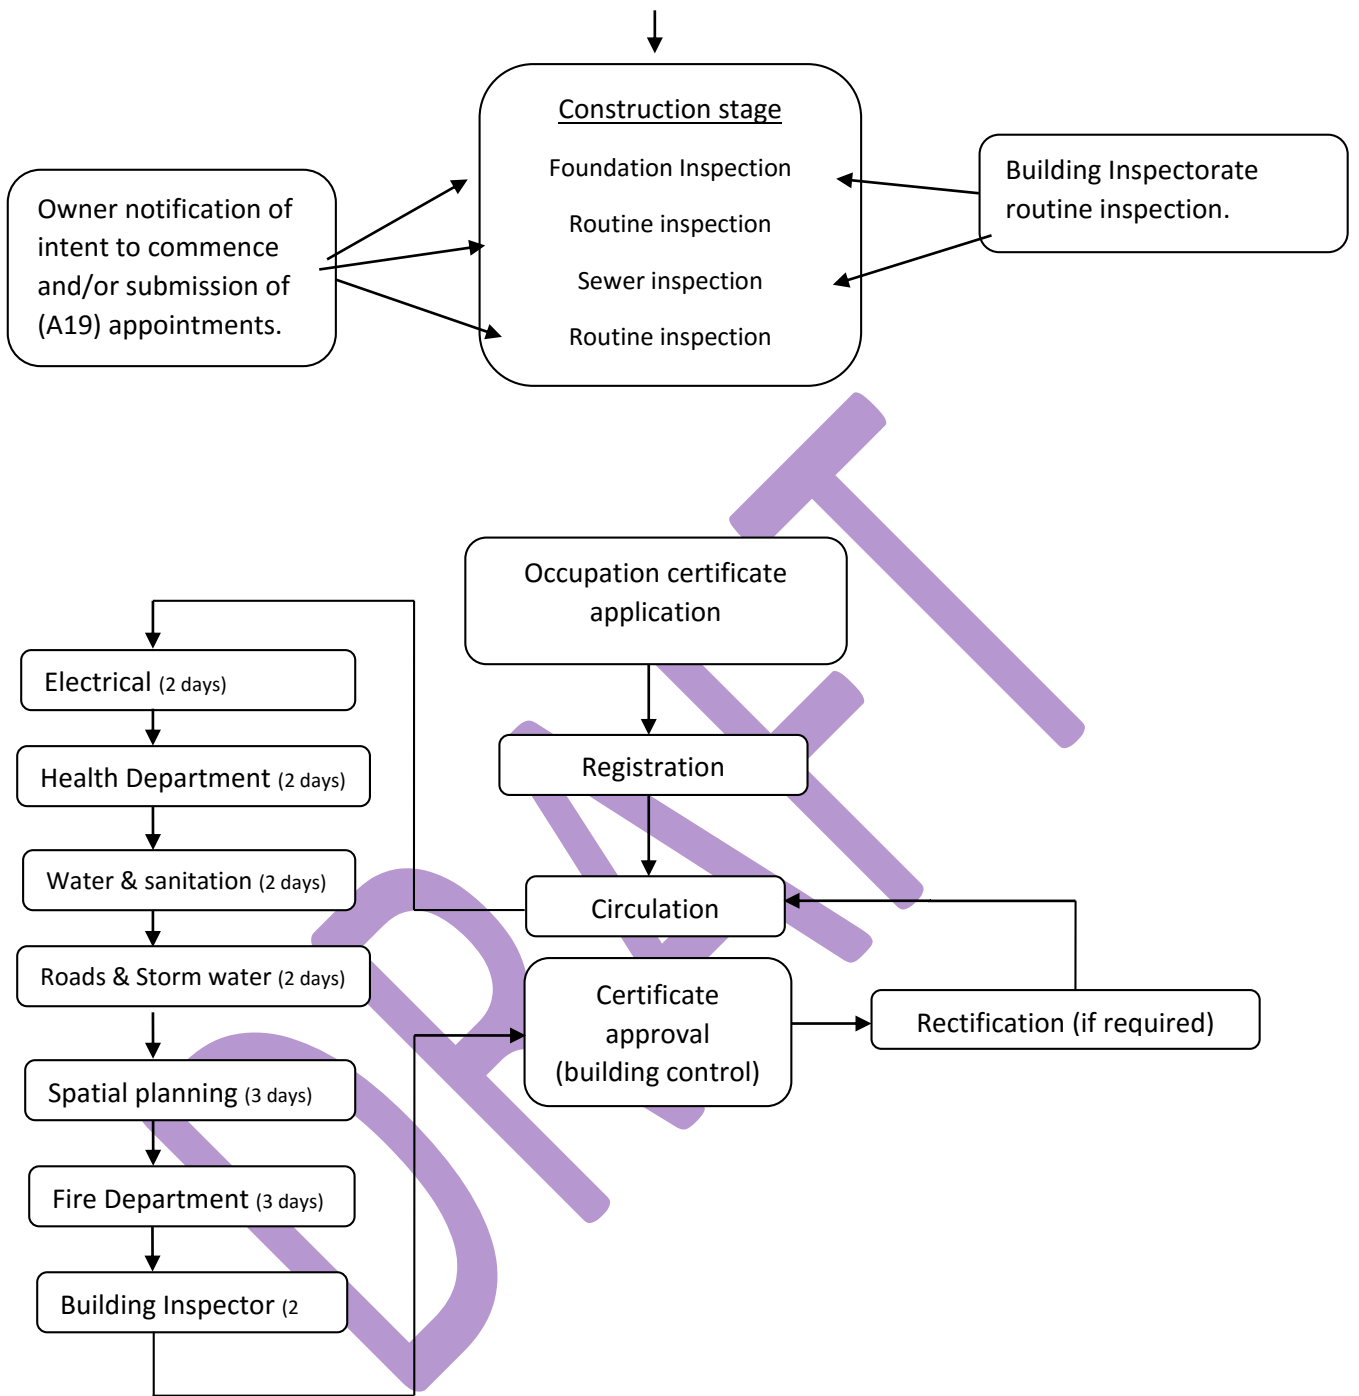 Construction stage
Foundation Inspection
Routine inspection
Sewer inspection
Routine inspection
Owner notification of
intent to commence
and/or submission of
(A19) appointments.
Building Inspectorate
routine inspection.
Occupation certificate
application
Registration
Circulation
Certificate
approval
(building control)
Rectification (if required)
Electrical (2 days)
Health Department (2 days)
Water & sanitation (2 days)
Roads & Storm water (2 days)
Spatial planning (3 days)
Fire Department (3 days)
Building Inspector (2
DRAFT